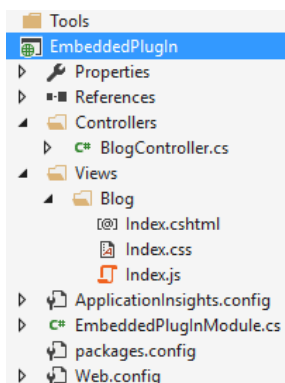 Tools
EmbeddedPlugIn
Properties
References
Controllers
C# BlogController.cs
Views
Blog
[@] Index.cshtml
Index.css
Index.js
ApplicationInsights.config
C# EmbeddedPlugInModule.cs
packages.config
Web.config